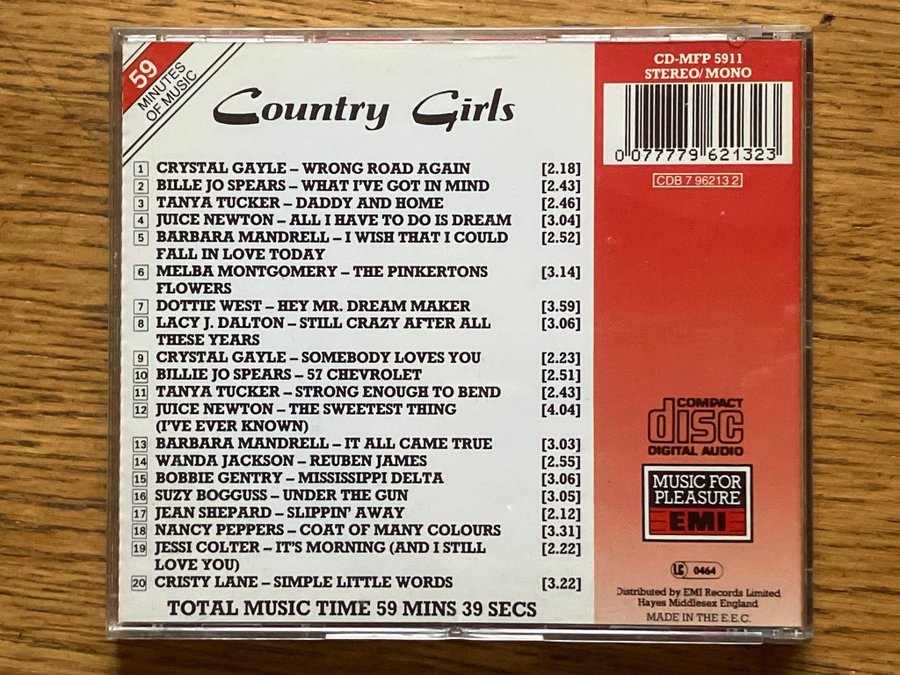 59
MINUTES
OF MUSIC
Country Girls
1 CRYSTAL GAYLE – WRONG ROAD AGAIN [2.18]
2 BILLE JO SPEARS – WHAT I'VE GOT IN MIND [2.43]
3 TANYA TUCKER – DADDY AND HOME [2.46]
4 JUICE NEWTON – ALL I HAVE TO DO IS DREAM [3.04]
5 BARBARA MANDRELL – I WISH THAT I COULD [2.52]
FALL IN LOVE TODAY
6 MELBA MONTGOMERY – THE PINKERTONS [3.14]
FLOWERS
7 DOTTIE WEST – HEY MR. DREAM MAKER [3.59]
8 LACY J. DALTON – STILL CRAZY AFTER ALL [3.06]
THESE YEARS
9 CRYSTAL GAYLE – SOMEBODY LOVES YOU [2.23]
10 BILLIE JO SPEARS – 57 CHEVROLET [2.51]
11 TANYA TUCKER – STRONG ENOUGH TO BEND [2.43]
12 JUICE NEWTON – THE SWEETEST THING [4.04]
(I'VE EVER KNOWN)
13 BARBARA MANDRELL – IT ALL CAME TRUE [3.03]
14 WANDA JACKSON – REUBEN JAMES [2.55]
15 BOBBIE GENTRY – MISSISSIPPI DELTA [3.06]
16 SUZY BOGGUSS – UNDER THE GUN [3.05]
17 JEAN SHEPARD – SLIPPIN' AWAY [2.12]
18 NANCY PEPPERS – COAT OF MANY COLOURS [3.31]
19 JESSI COLTER – IT'S MORNING (AND I STILL [2.22]
LOVE YOU)
20 CRISTY LANE – SIMPLE LITTLE WORDS [3.22]
TOTAL MUSIC TIME 59 MINS 39 SECS
CD-MFP 5911
STEREO/MONO
0 077779 621323
CDB 7 96213 2
COMPACT
disc
DIGITAL AUDIO
MUSIC FOR
PLEASURE
EMI
LC 0464
Distributed by EMI Records Limited
Hayes Middlesex England
MADE IN THE E.E.C.